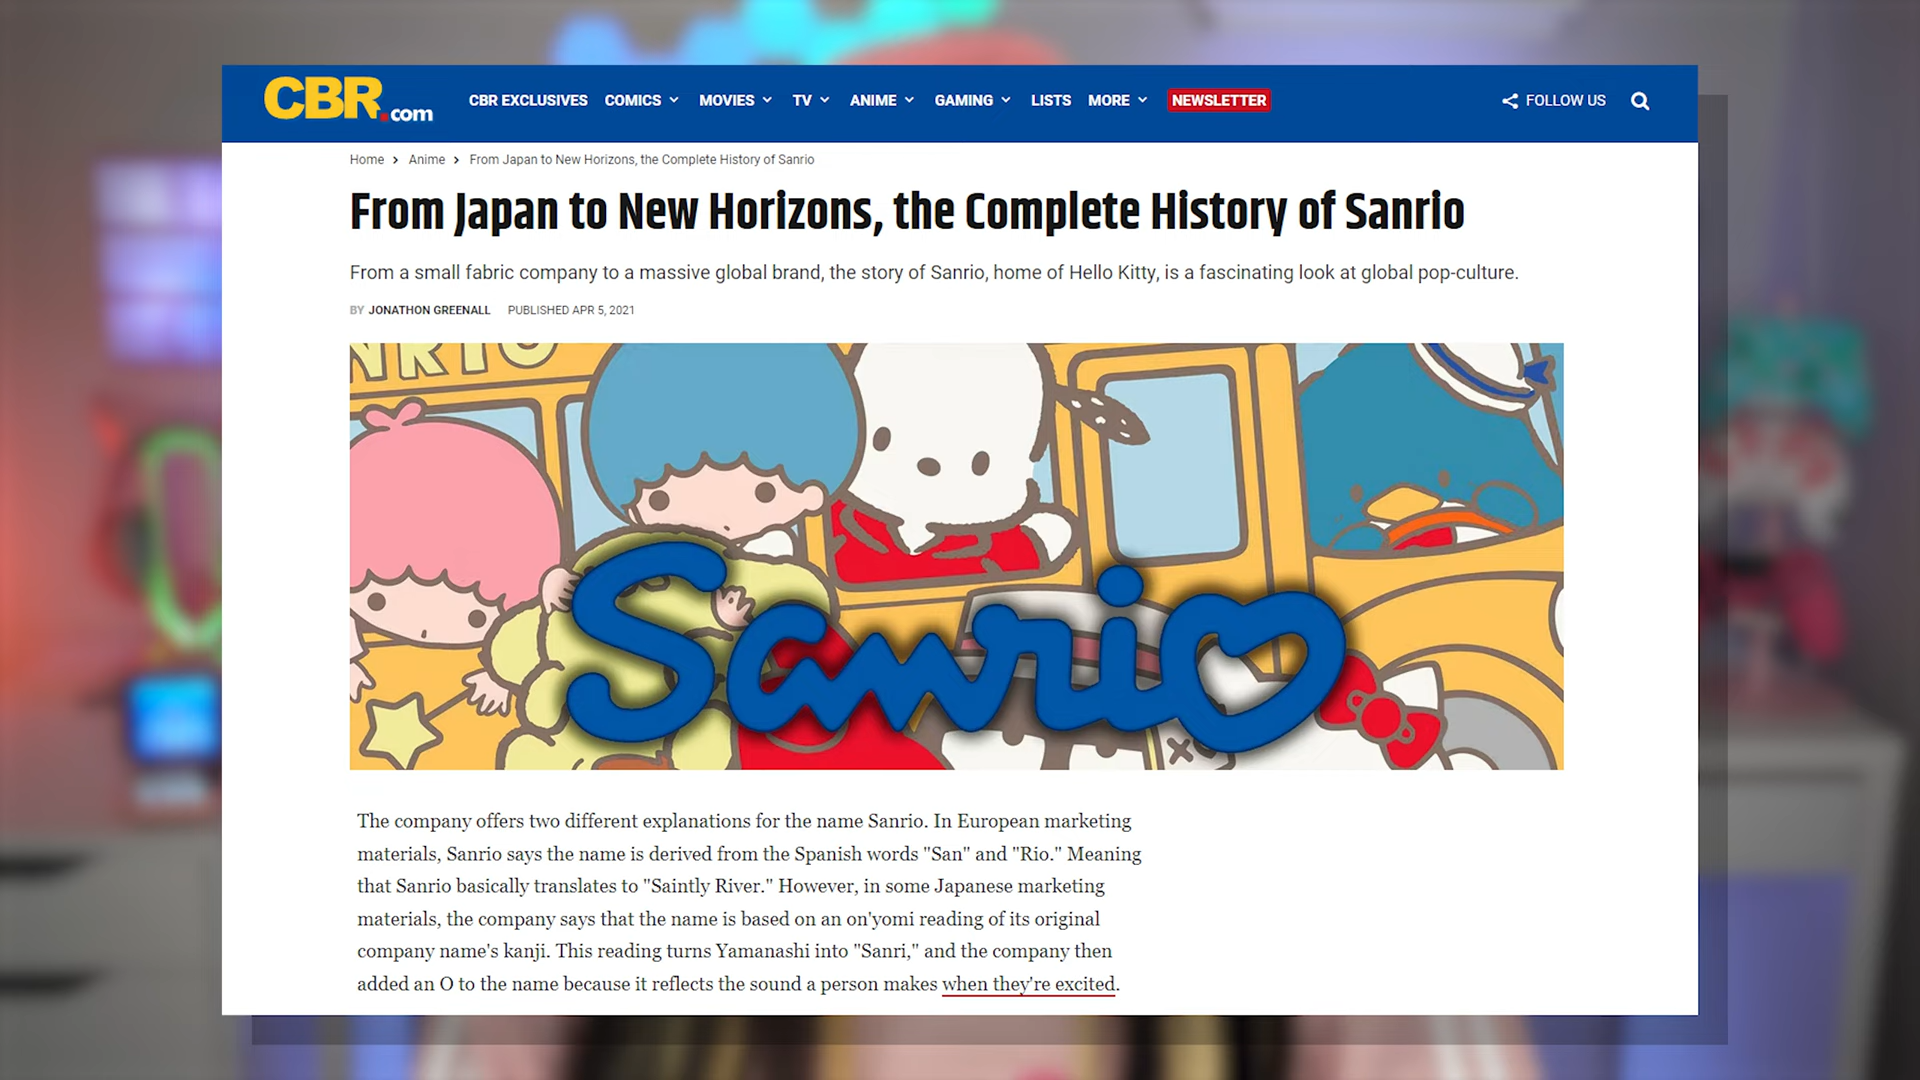 CBR.com
CBR EXCLUSIVES COMICS MOVIES TV ANIME GAMING LISTS MORE NEWSLETTER FOLLOW US
Home > Anime > From Japan to New Horizons, the Complete History of Sanrio
From Japan to New Horizons, the Complete History of Sanrio
From a small fabric company to a massive global brand, the story of Sanrio, home of Hello Kitty, is a fascinating look at global pop-culture.
BY JONATHON GREENALL PUBLISHED APR 5, 2021
NRIO
Sanrio
The company offers two different explanations for the name Sanrio. In European marketing
materials, Sanrio says the name is derived from the Spanish words "San" and "Rio." Meaning
that Sanrio basically translates to "Saintly River." However, in some Japanese marketing
materials, the company says that the name is based on an on'yomi reading of its original
company name's kanji. This reading turns Yamanashi into "Sanri," and the company then
added an O to the name because it reflects the sound a person makes when they're excited.